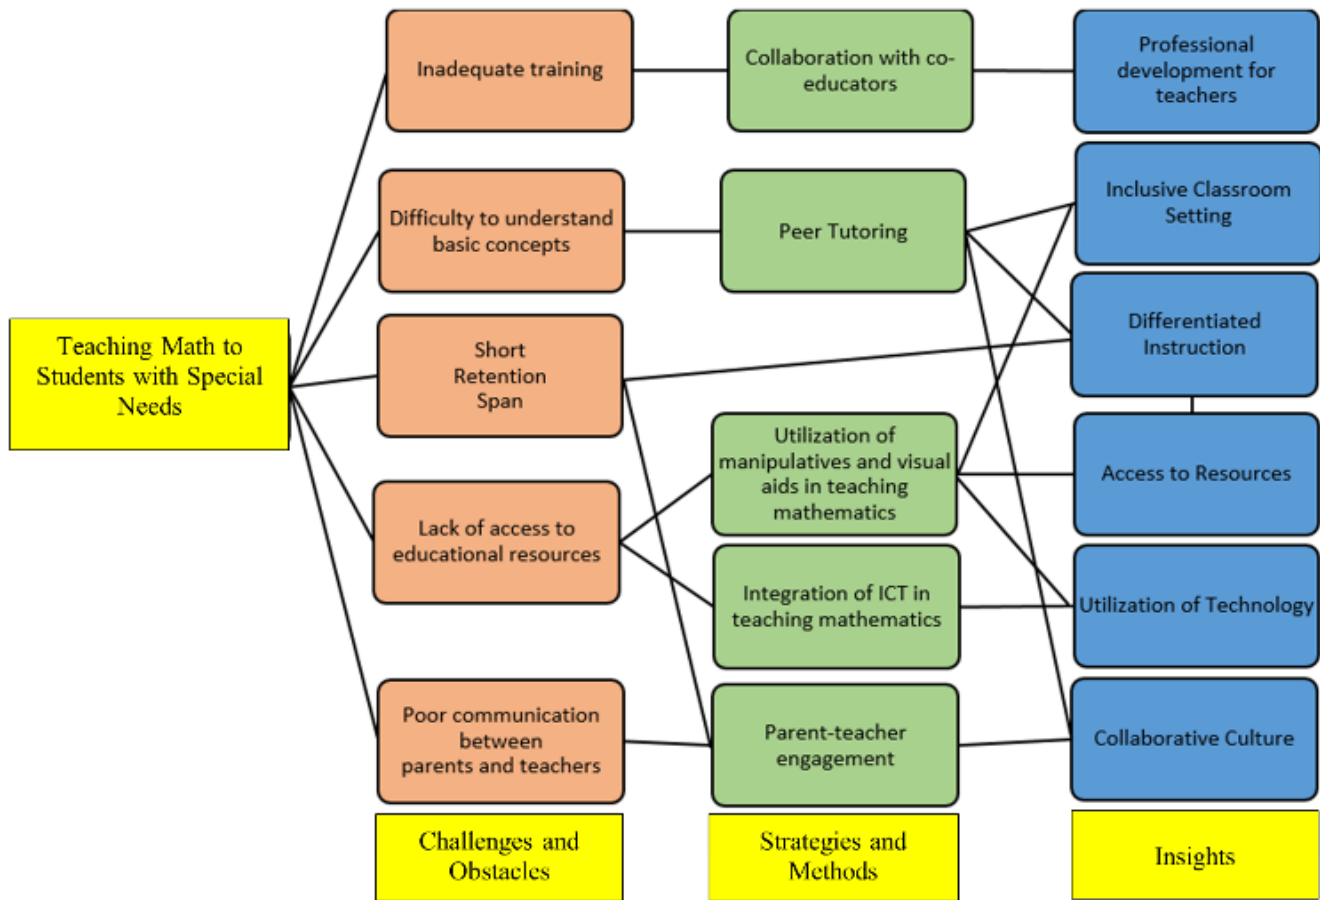 Teaching Math to
Students with Special
Needs
Inadequate training
Difficulty to understand
basic concepts
Short
Retention
Span
Lack of access to
educational resources
Poor communication
between
parents and teachers
Challenges and
Obstacles
Collaboration with co-
educators
Peer Tutoring
Utilization of
manipulatives and visual
aids in teaching
mathematics
Integration of ICT in
teaching mathematics
Parent-teacher
engagement
Strategies and
Methods
Professional
development for
teachers
Inclusive Classroom
Setting
Differentiated
Instruction
Access to Resources
Utilization of Technology
Collaborative Culture
Insights